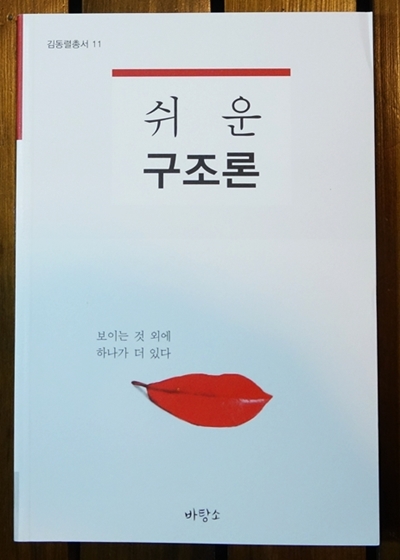 김동렬총서 11
쉬 운
구조론
보이는 것 외에
하나가 더 있다
바탕소